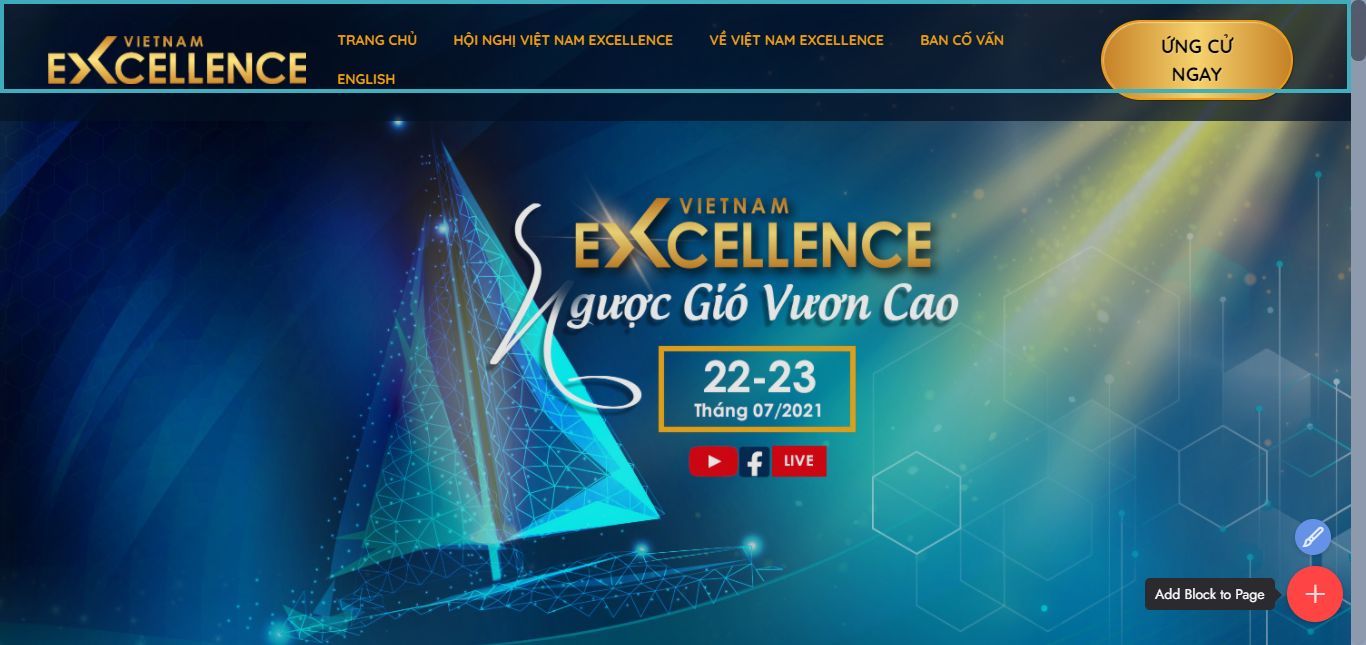 VIETNAM
EXCELLENCE
TRANG CHỦ
HỘI NGHỊ VIỆT NAM EXCELLENCE
VỀ VIỆT NAM EXCELLENCE
BAN CỐ VẤN
ENGLISH
ỨNG CỬ
NGAY
VIETNAM
EXCELLENCE
Ngược Gió Vươn Cao
22-23
Tháng 07/2021
LIVE
Add Block to Page